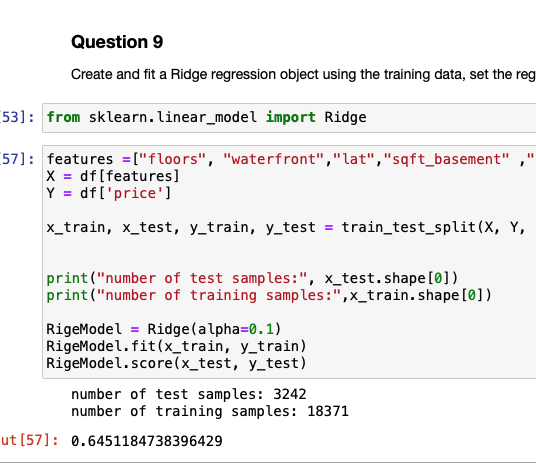 Question 9
Create and fit a Ridge regression object using the training data, set the reg
53]: from sklearn.linear_model import Ridge
57]: features =["floors", "waterfront","lat","sqft_basement" ,"
X = df[features]
Y = df['price']
x_train, x_test, y_train, y_test = train_test_split(X, Y,
print("number of test samples:", x_test.shape[0])
print("number of training samples:",x_train.shape[0])
RigeModel = Ridge(alpha=0.1)
RigeModel.fit(x_train, y_train)
RigeModel.score(x_test, y_test)
number of test samples: 3242
number of training samples: 18371
ut[57]: 0.6451184738396429